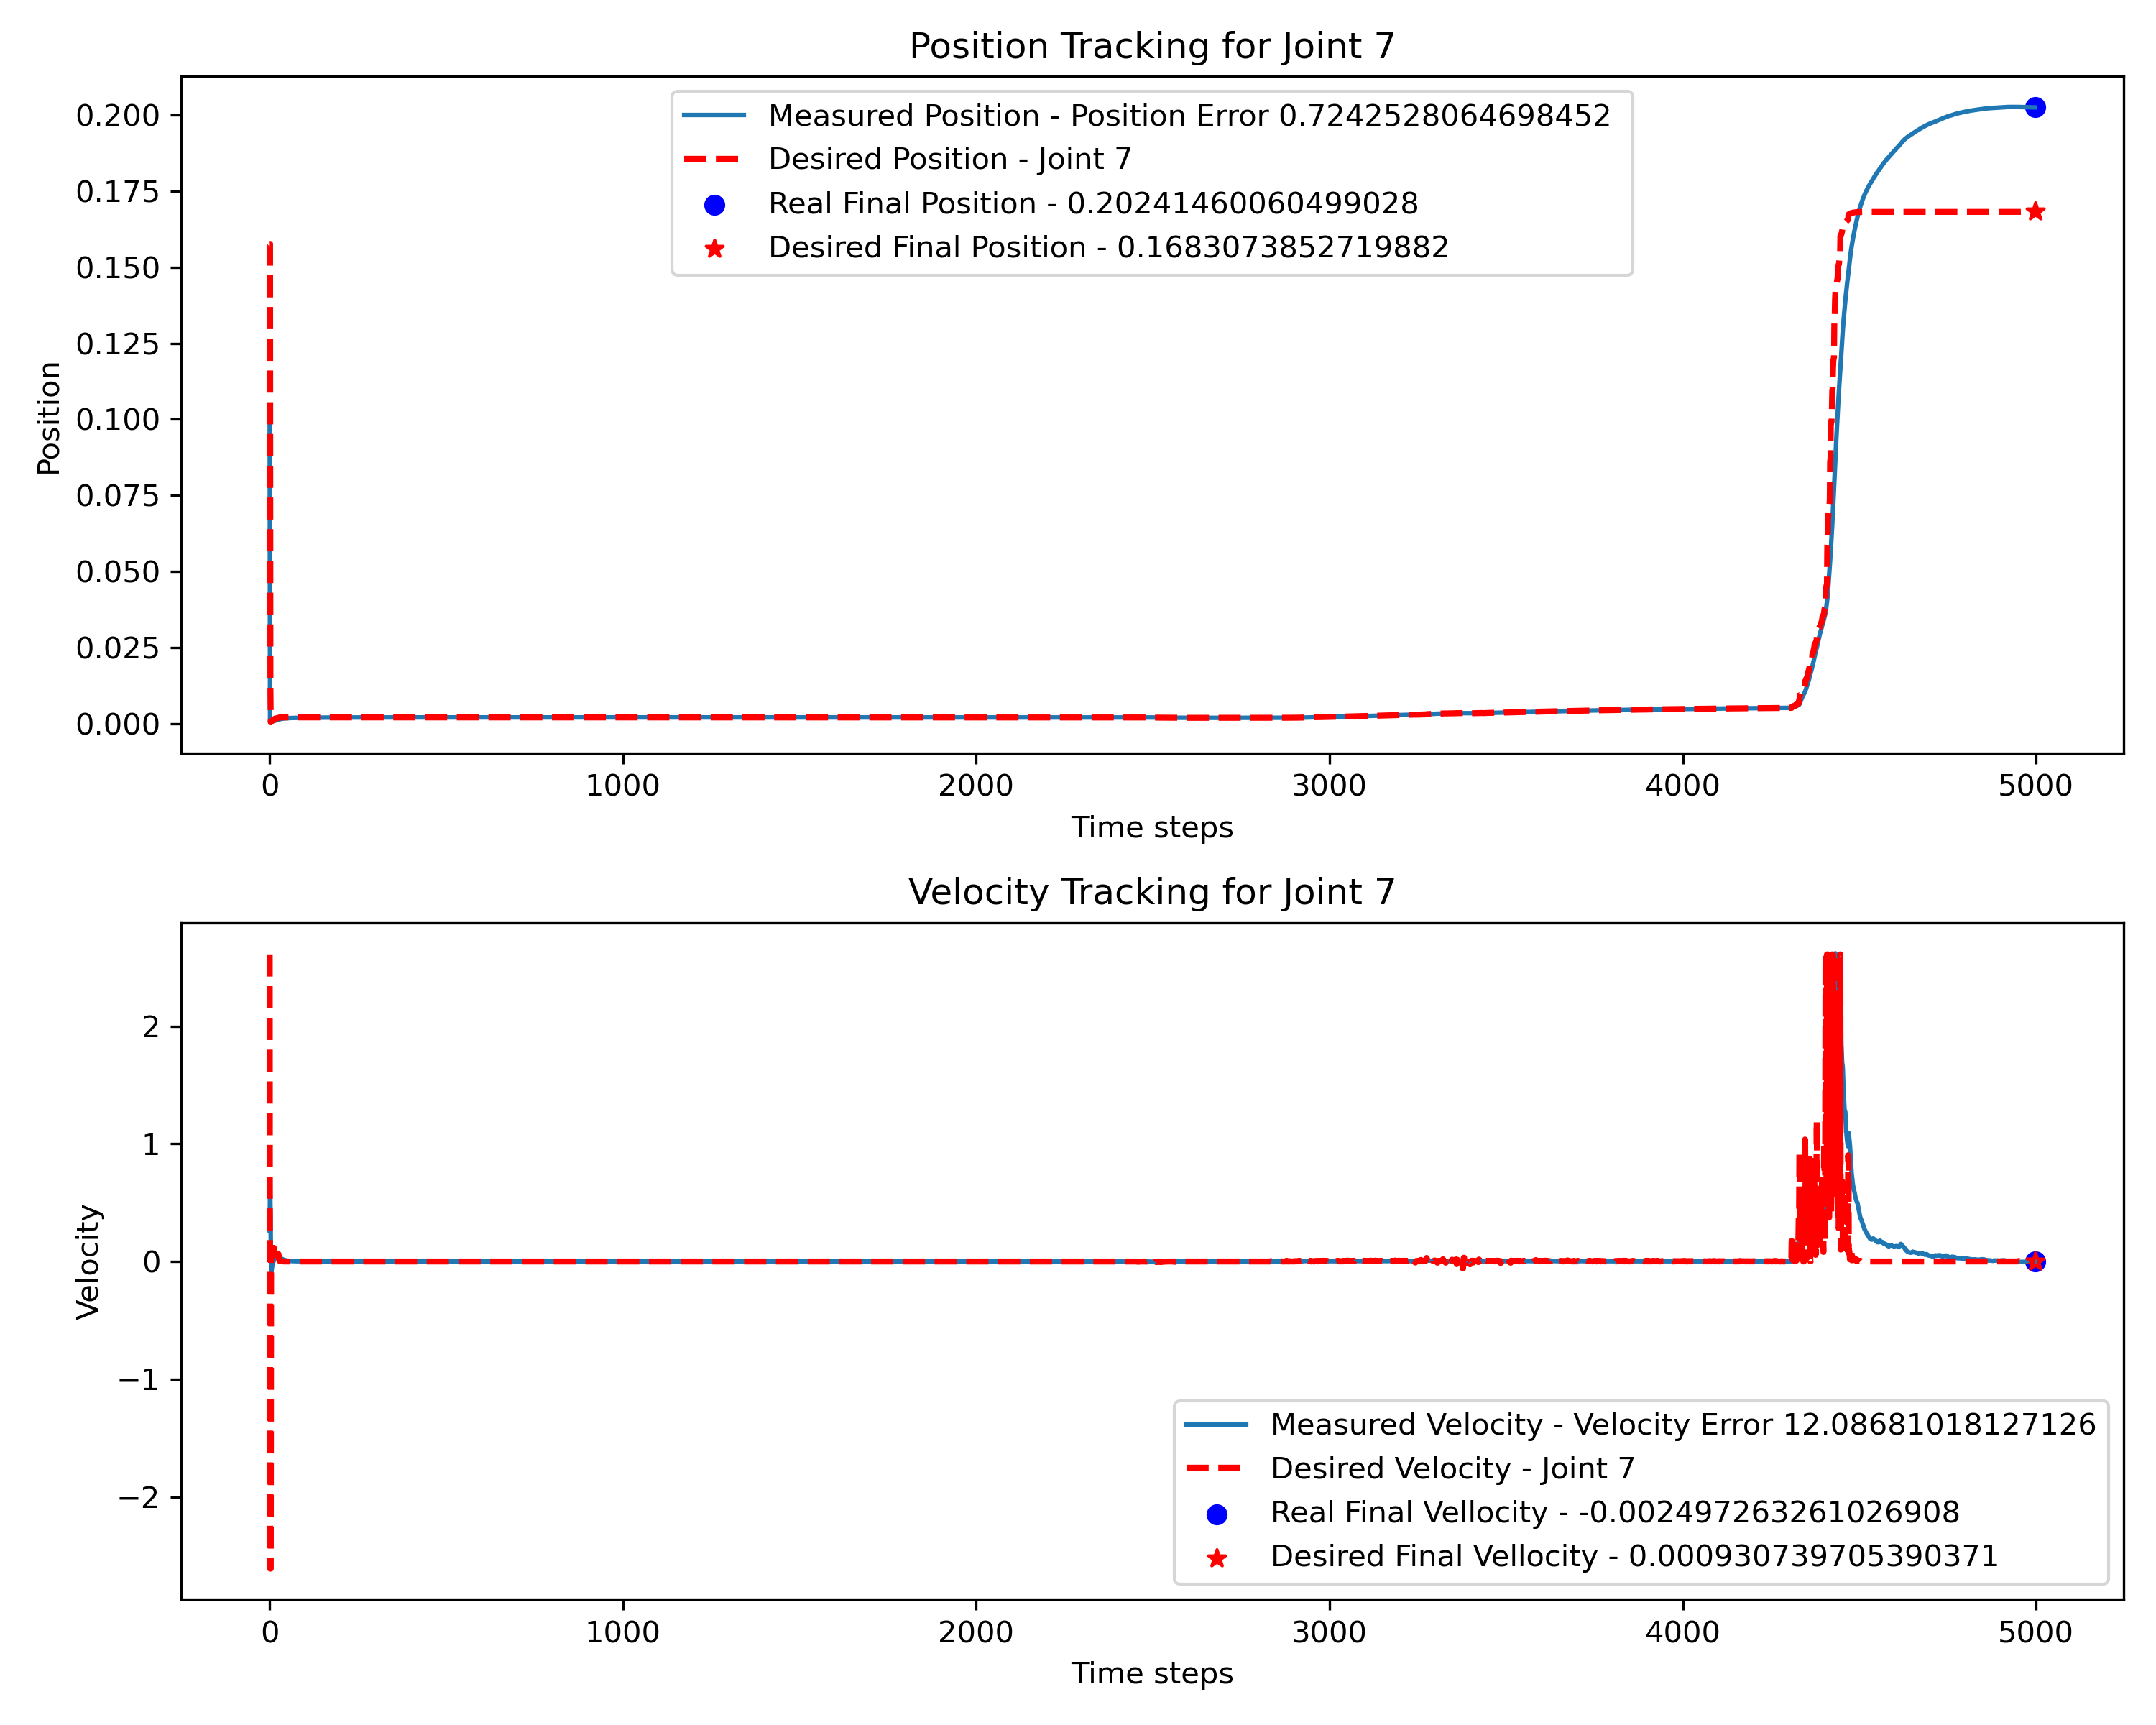 Position Tracking for Joint 7
Measured Position - Position Error 0.7242528064698452
Desired Position - Joint 7
Real Final Position - 0.20241460060499028
Desired Final Position - 0.1683073852719882
0.200
0.175
0.150
0.125
0.100
0.075
0.050
0.025
0.000
Position
0 1000 2000 3000 4000 5000
Time steps
Velocity Tracking for Joint 7
2
1
0
−1
−2
Velocity
Measured Velocity - Velocity Error 12.08681018127126
Desired Velocity - Joint 7
Real Final Vellocity - -0.002497263261026908
Desired Final Vellocity - 0.000930739705390371
0 1000 2000 3000 4000 5000
Time steps